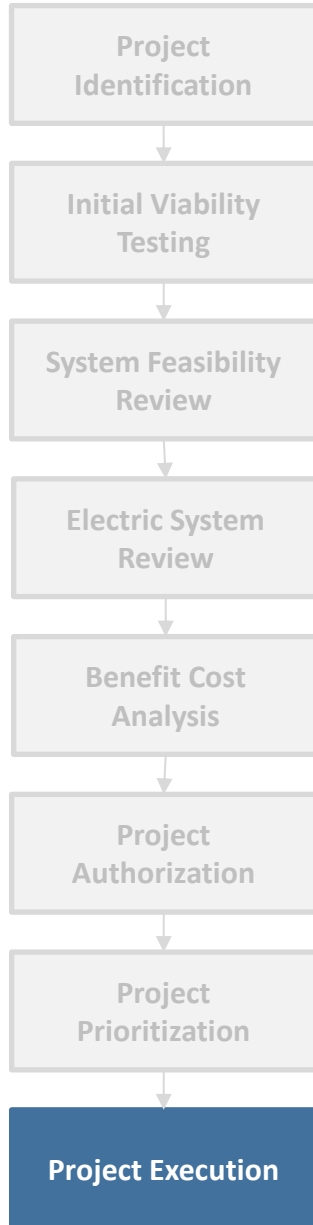 Project
Identification
Initial Viability
Testing
System Feasibility
Review
Electric System
Review
Benefit Cost
Analysis
Project
Authorization
Project
Prioritization
Project Execution